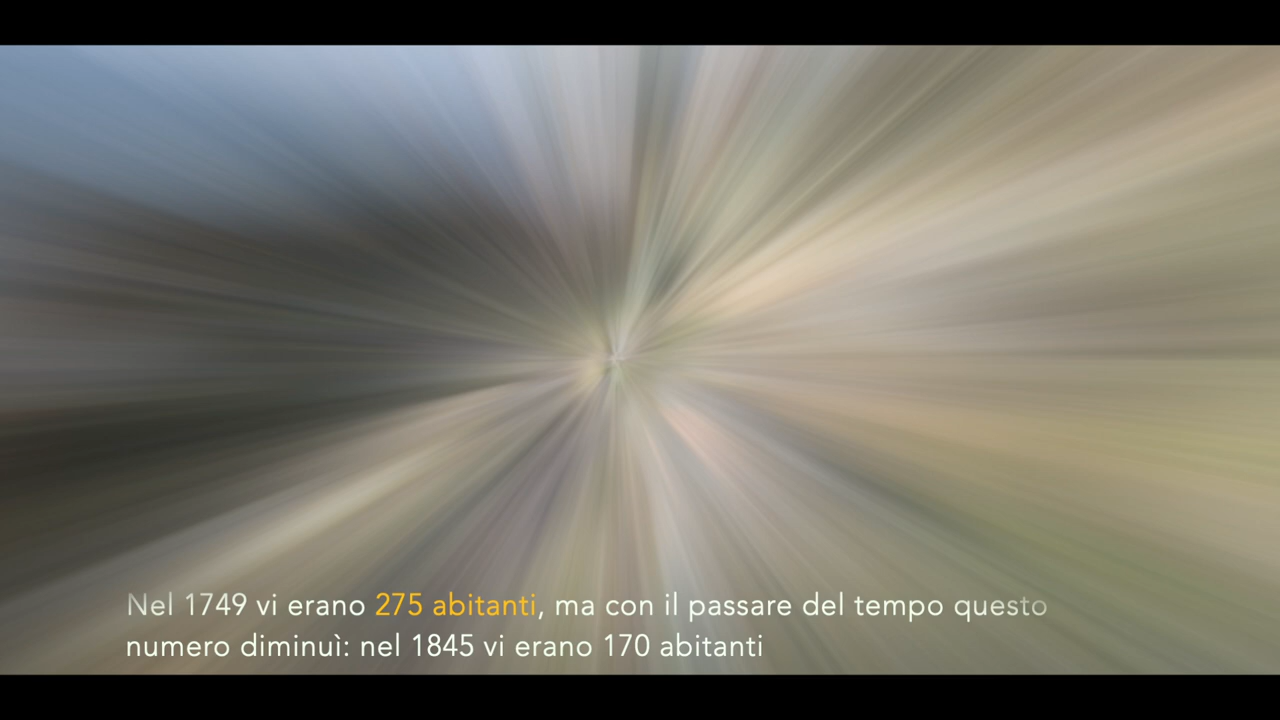 Nel 1749 vi erano 275 abitanti, ma con il passare del tempo questo
numero diminuì: nel 1845 vi erano 170 abitanti